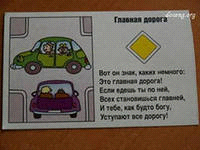 Главная дорога
Вот он знак, каких немного:
Это главная дорога!
Если едешь ты по ней,
Всех становишься главней,
И тебе, как будто богу,
Уступают все дорогу!